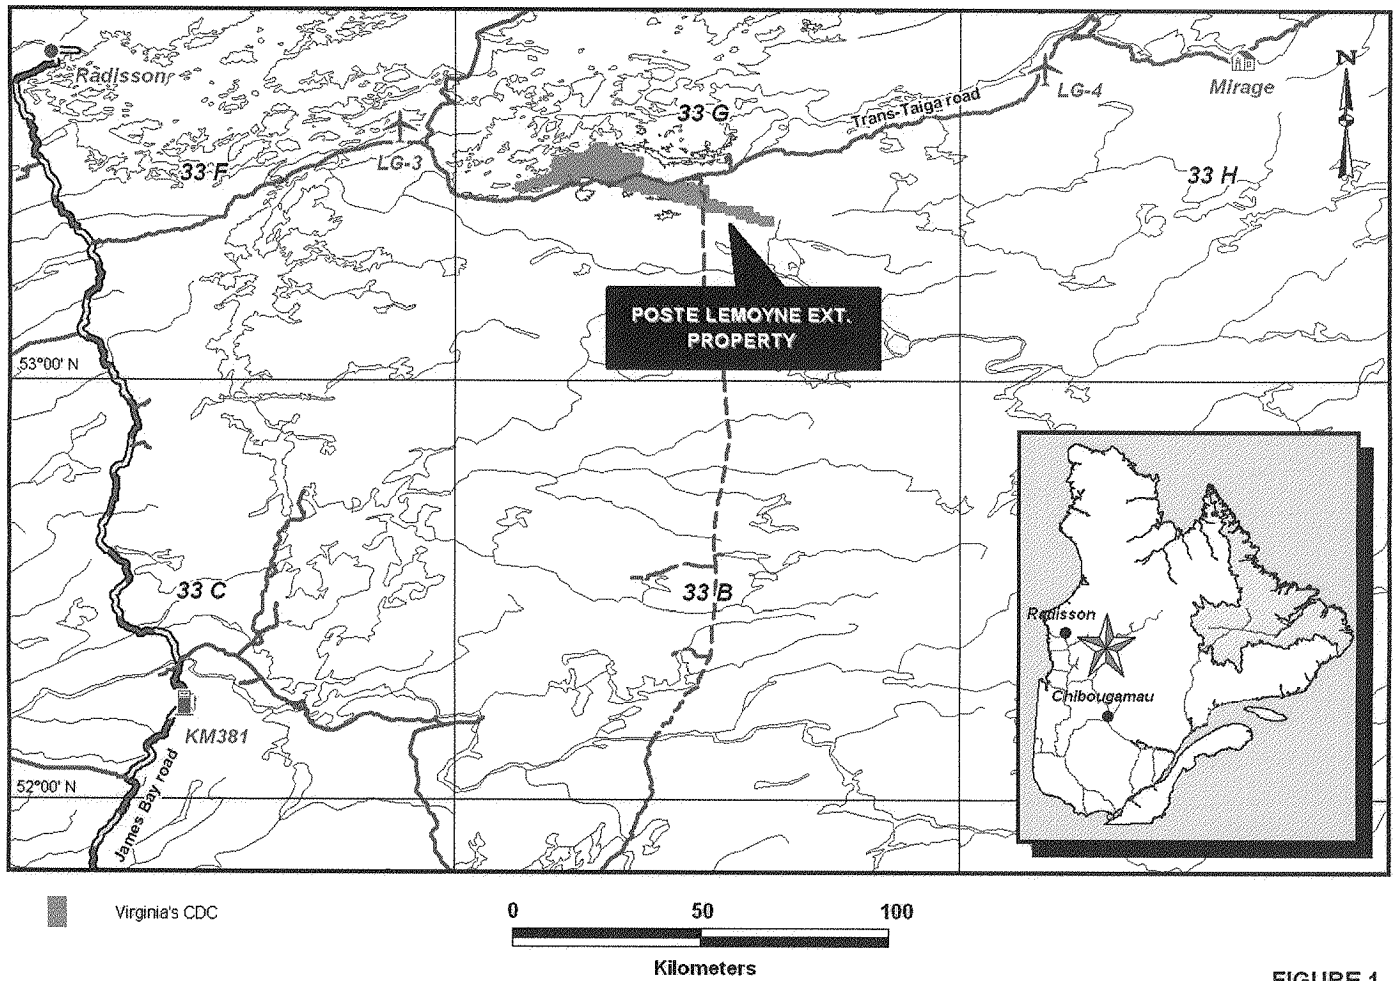 Radisson
33 G
LG-4
Mirage
N
Trans-Taiga road
LG-3
33 F
33 H
POSTE LEMOYNE EXT.
PROPERTY
53°00' N
33 C
33 B
Radisson
Chibougamau
KM381
52°00' N
James Bay road
Virginia's CDC
0 50 100
Kilometers
FIGURE 1